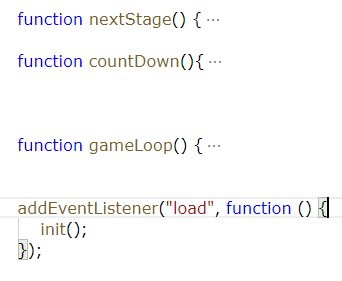 function nextStage() { ···
function countDown(){ ···
function gameLoop() { ···
addEventListener("load", function () {
init();
});